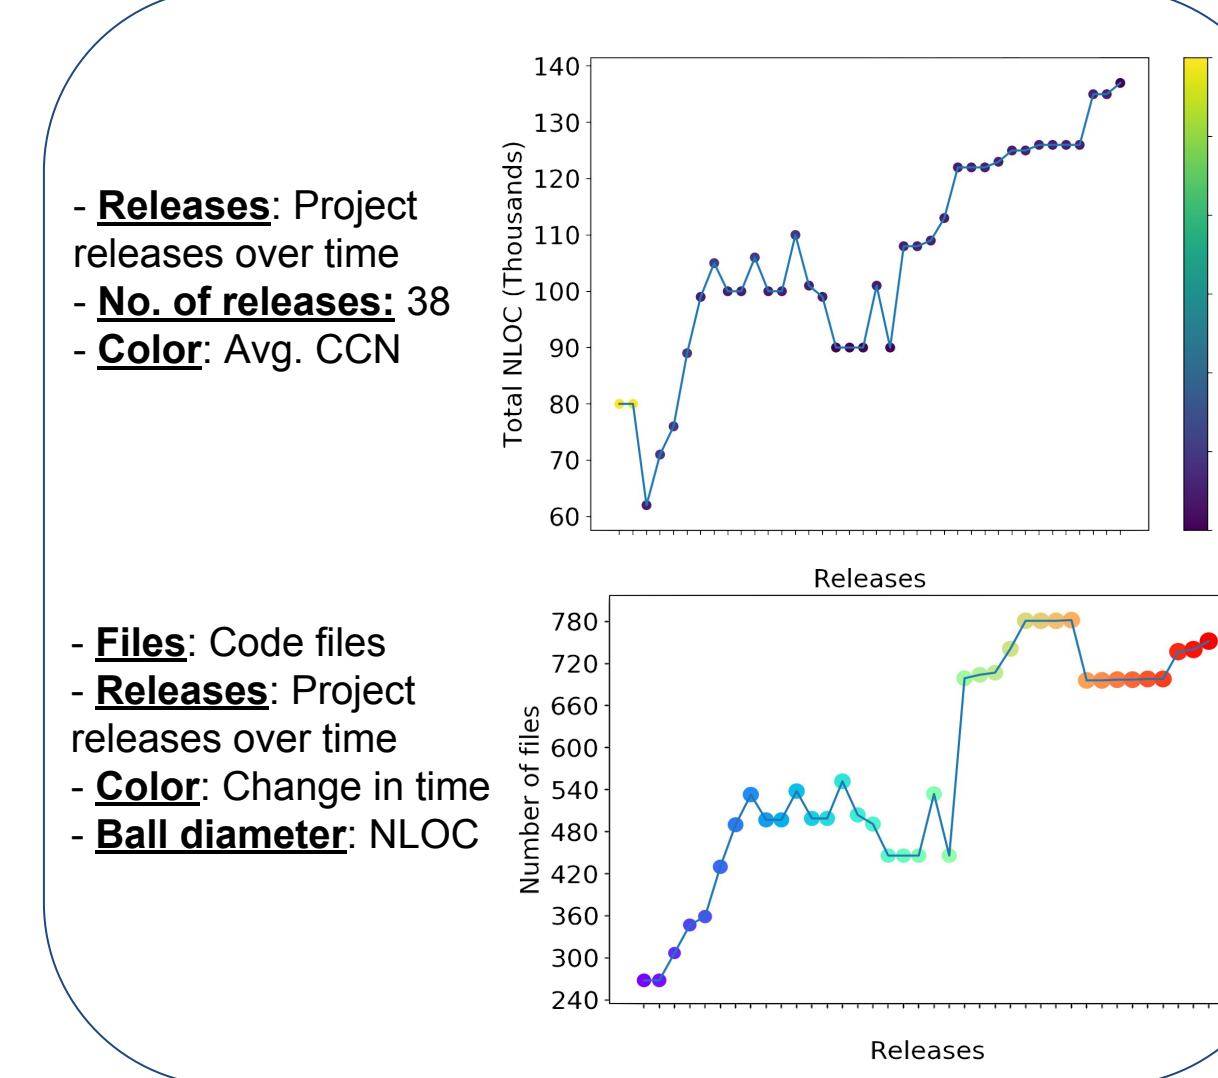 - Releases: Project
releases over time
- No. of releases: 38
- Color: Avg. CCN
140
130
120
110
100
90
80
70
60
Total NLOC (Thousands)
Releases
- Files: Code files
- Releases: Project
releases over time
- Color: Change in time
- Ball diameter: NLOC
780
720
660
600
540
480
420
360
300
240
Number of files
Releases